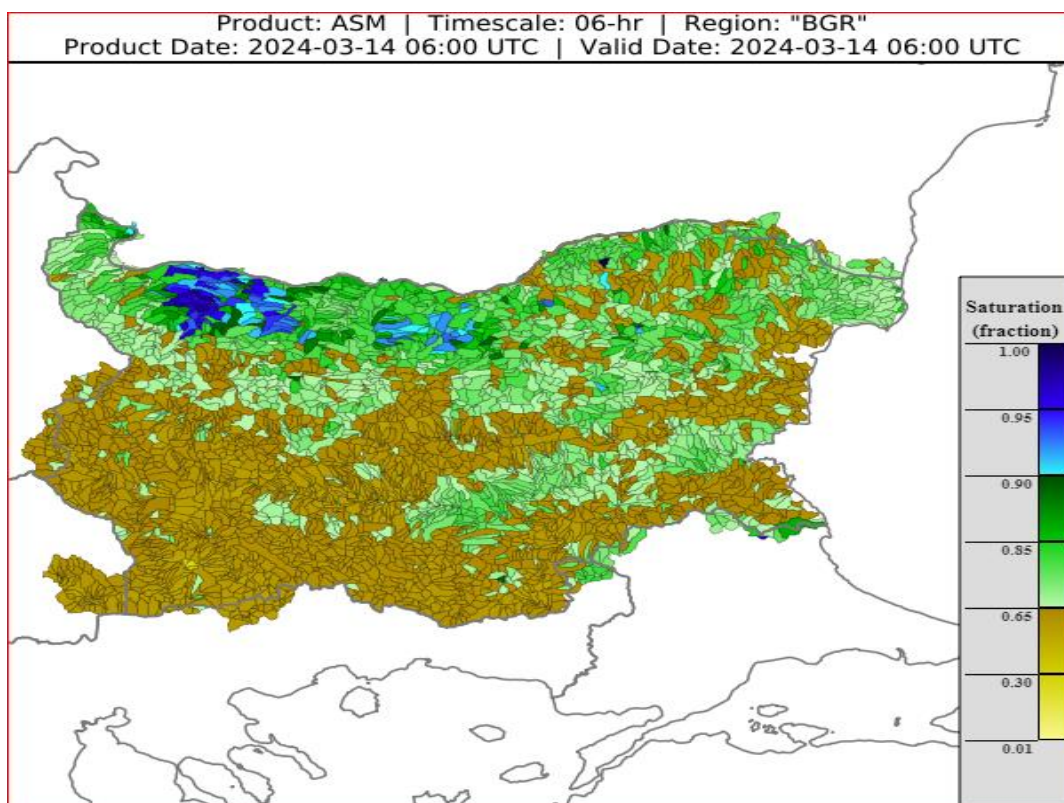 Product: ASM | Timescale: 06-hr | Region: "BGR"
Product Date: 2024-03-14 06:00 UTC | Valid Date: 2024-03-14 06:00 UTC
Saturation
(fraction)
1.00
0.95
0.90
0.85
0.65
0.30
0.01